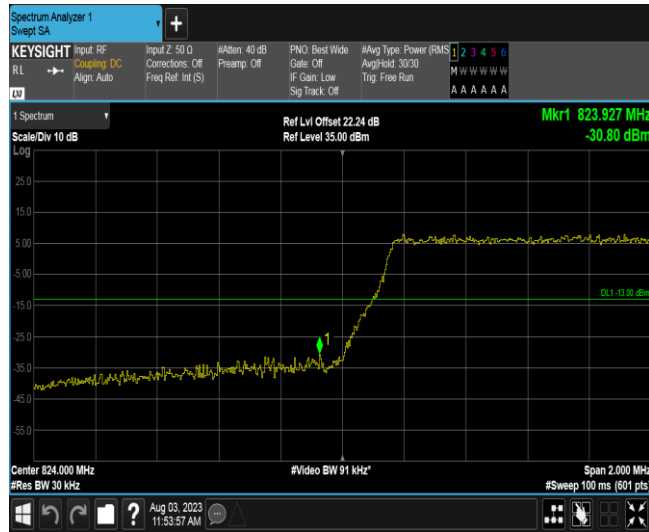 Spectrum Analyzer 1
Swept SA
KEYSIGHT
RL
LXI
Input: RF
Coupling: DC
Align: Auto
Input Z: 50 Ω
Corrections: Off
Freq Ref: Int (S)
#Atten: 40 dB
Preamp: Off
PNO: Best Wide
Gate: Off
IF Gain: Low
Sig Track: Off
#Avg Type: Power (RMS
Avg|Hold: 30/30
Trig: Free Run
1 2 3 4 5 6
M W W W W W
A A A A A A
1 Spectrum
Scale/Div 10 dB
Ref Lvl Offset 22.24 dB
Ref Level 35.00 dBm
Mkr1 823.927 MHz
-30.80 dBm
Log
25.0
15.0
5.00
-5.00
DL1 -13.00 dBm
-15.0
-25.0
1
-35.0
-45.0
-55.0
Center 824.000 MHz
#Video BW 91 kHz*
Span 2.000 MHz
#Res BW 30 kHz
#Sweep 100 ms (601 pts)
?
Aug 03, 2023
11:53:57 AM